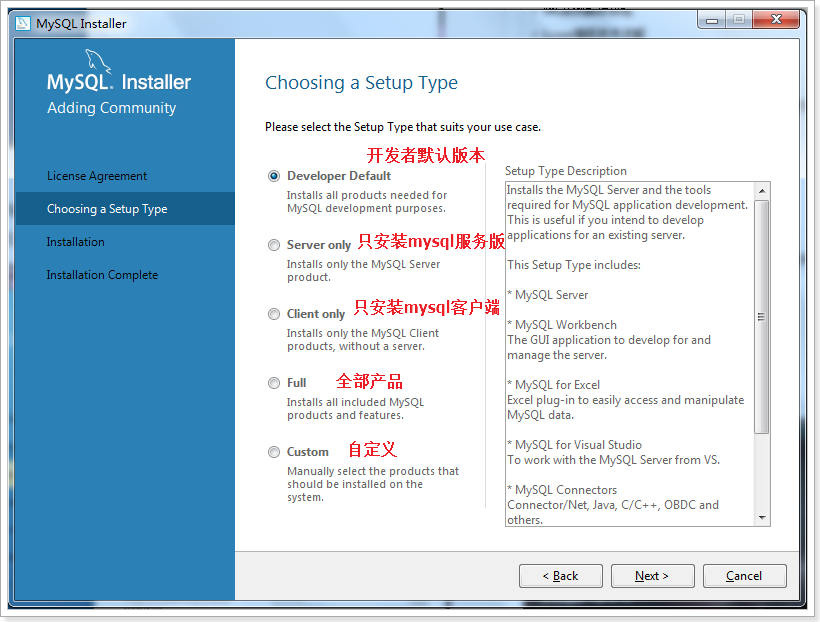 MySQL Installer
MySQL. Installer
Adding Community
License Agreement
Choosing a Setup Type
Installation
Installation Complete
Choosing a Setup Type
Please select the Setup Type that suits your use case.
开发者默认版本
Developer Default
Installs all products needed for
MySQL development purposes.
Server only 只安装mysql服务版
Installs only the MySQL Server
product.
Client only 只安装mysql客户端
Installs only the MySQL Client
products, without a server.
Full 全部产品
Installs all included MySQL
products and features.
Custom 自定义
Manually select the products that
should be installed on the
system.
Setup Type Description
Installs the MySQL Server and the tools
required for MySQL application development.
This is useful if you intend to develop
applications for an existing server.
This Setup Type includes:
* MySQL Server
* MySQL Workbench
The GUI application to develop for and
manage the server.
* MySQL for Excel
Excel plug-in to easily access and manipulate
MySQL data.
* MySQL for Visual Studio
To work with the MySQL Server from VS.
* MySQL Connectors
Connector/Net, Java, C/C++, OBDC and
others.
< Back
Next >
Cancel